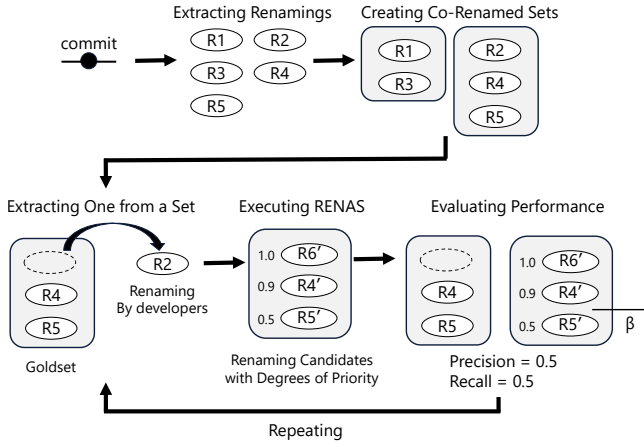 Extracting Renamings
Creating Co-Renamed Sets
commit
R1
R2
R3
R4
R5
R1
R3
R2
R4
R5
Extracting One from a Set
Executing RENAS
Evaluating Performance
R4
R5
Goldset
R2
Renaming
By developers
1.0 R6′
0.9 R4′
0.5 R5′
Renaming Candidates
with Degrees of Priority
R4
R5
1.0 R6′
0.9 R4′
0.5 R5′
β
Precision = 0.5
Recall = 0.5
Repeating